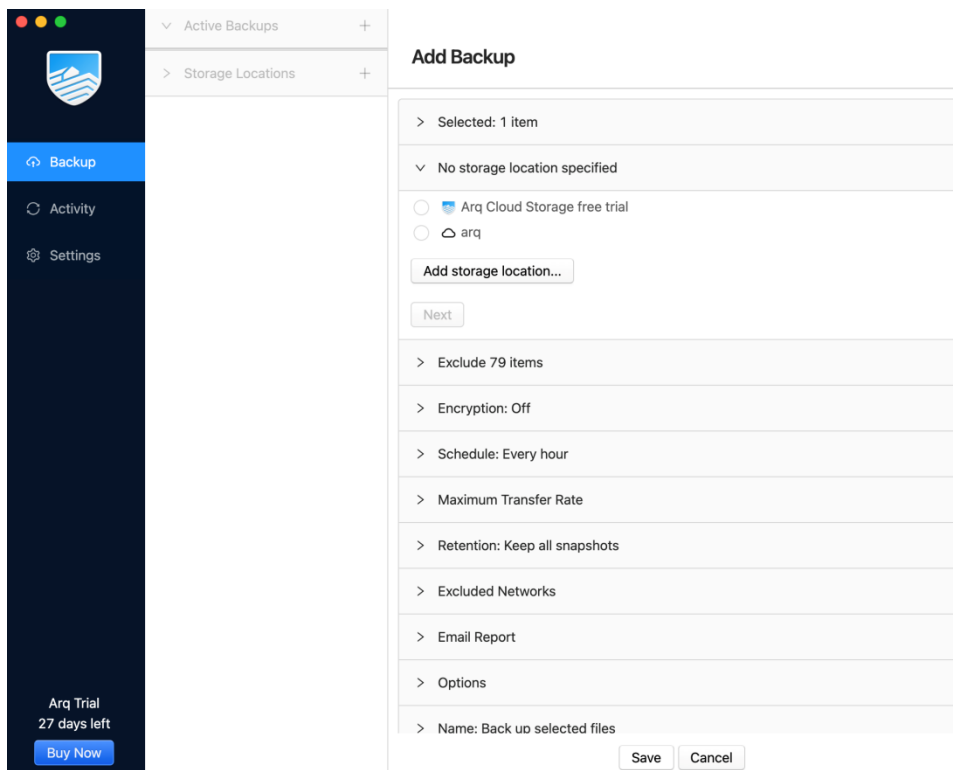 Active Backups
Storage Locations
Add Backup
Selected: 1 item
No storage location specified
Arq Cloud Storage free trial
arq
Add storage location...
Next
Exclude 79 items
Encryption: Off
Schedule: Every hour
Maximum Transfer Rate
Retention: Keep all snapshots
Excluded Networks
Email Report
Options
Name: Back up selected files
Save Cancel
Backup
Activity
Settings
Arq Trial
27 days left
Buy Now